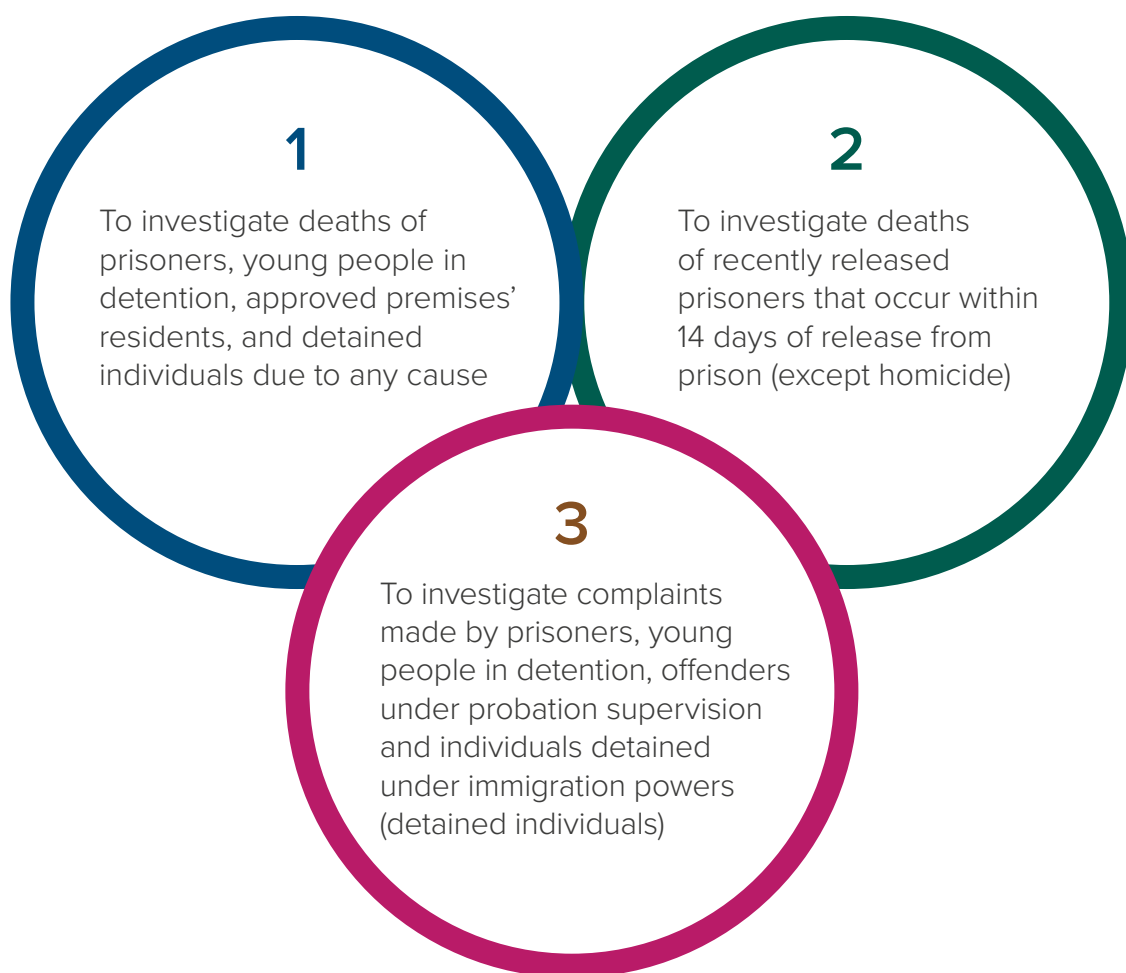 1
To investigate deaths of
prisoners, young people in
detention, approved premises’
residents, and detained
individuals due to any cause
2
To investigate deaths
of recently released
prisoners that occur within
14 days of release from
prison (except homicide)
3
To investigate complaints
made by prisoners, young
people in detention, offenders
under probation supervision
and individuals detained
under immigration powers
(detained individuals)